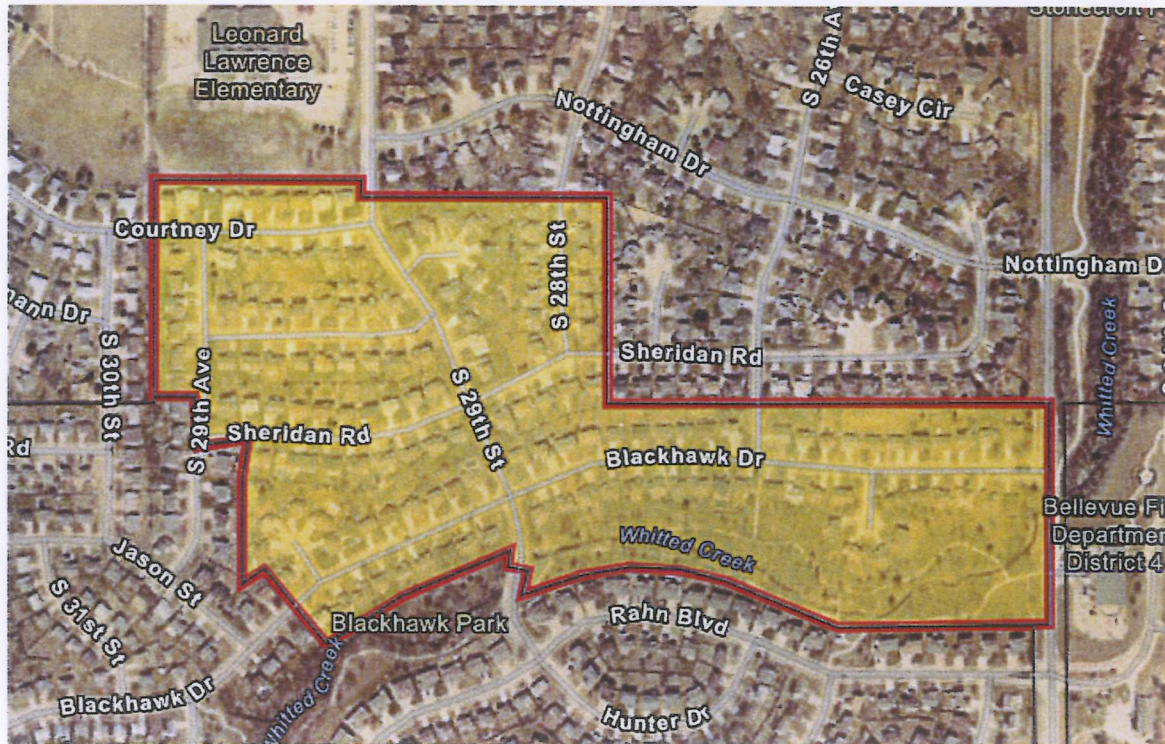 Leonard
Lawrence
Elementary
S 26th Av
Casey Cir
Nottingham Dr
Courtney Dr
S 28th St
Nottingham D
S 30th St
S 29th Ave
Sheridan Rd
Whitted Creek
S 29th St
Sheridan Rd
Rd
Blackhawk Dr
Bellevue Fi
Departmen
District 4
Whitted Creek
Jason St
S 31st St
Blackhawk Park
Rahn Blvd
Blackhawk Dr
Whitted Creek
Hunter Dr